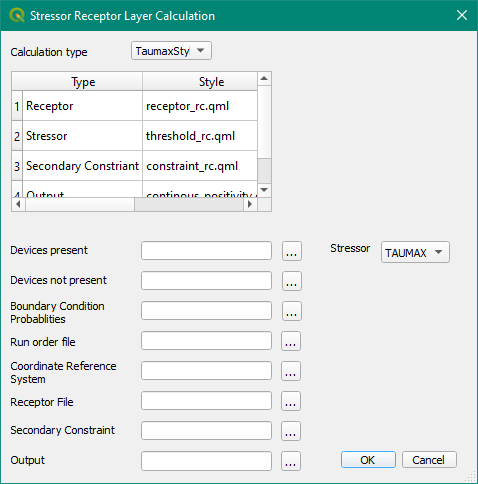 Stressor Receptor Layer Calculation
Calculation type TaumaxSty
Type Style
1 Receptor receptor_rc.qml
2 Stressor threshold_rc.qml
3 Secondary Constriant constraint_rc.qml
4 Output continous_positivity
Devices present ... Stressor TAUMAX
Devices not present ...
Boundary Condition
Probablities ...
Run order file ...
Coordinate Reference
System ...
Receptor File ...
Secondary Constraint ...
Output ... OK Cancel